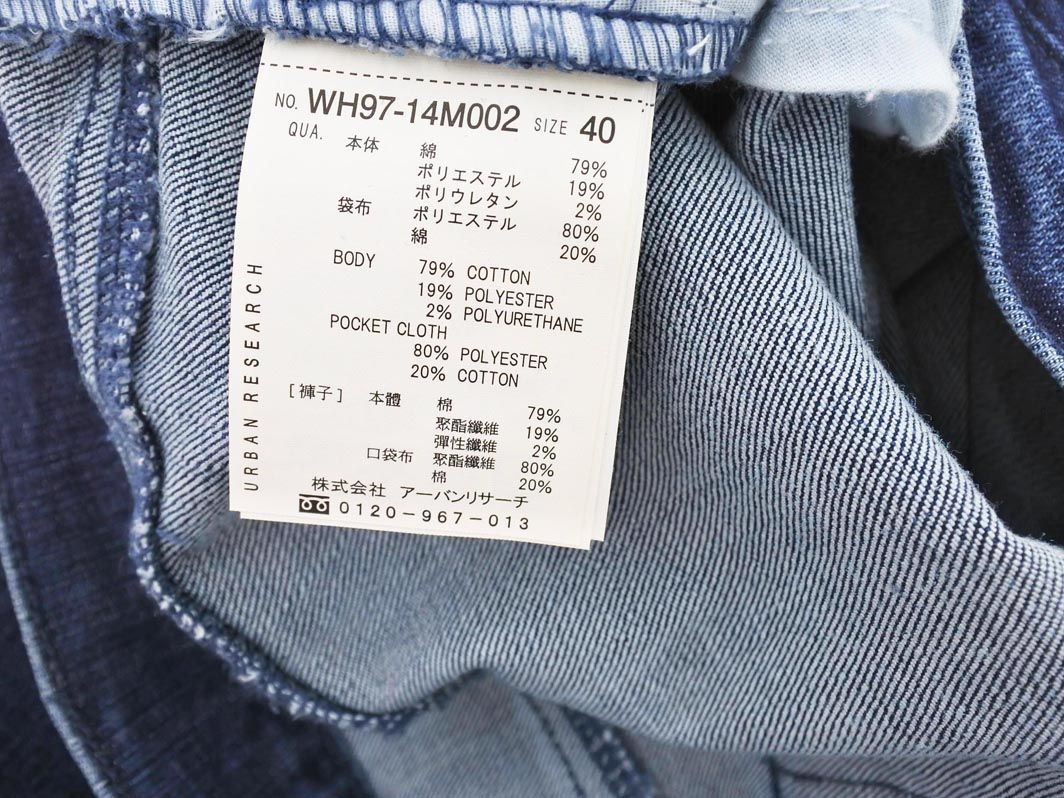 NO. WH97-14M002 SIZE 40
QUA. 本体 綿 79%
ポリエステル 19%
ポリウレタン 2%
袋布 ポリエステル 80%
綿 20%
BODY 79% COTTON
19% POLYESTER
2% POLYURETHANE
POCKET CLOTH
80% POLYESTER
20% COTTON
[褲子] 本體 棉 79%
聚酯纖維 19%
彈性纖維 2%
口袋布 聚酯纖維 80%
棉 20%
株式会社 アーバンリサーチ
0120-967-013
URBAN RESEARCH